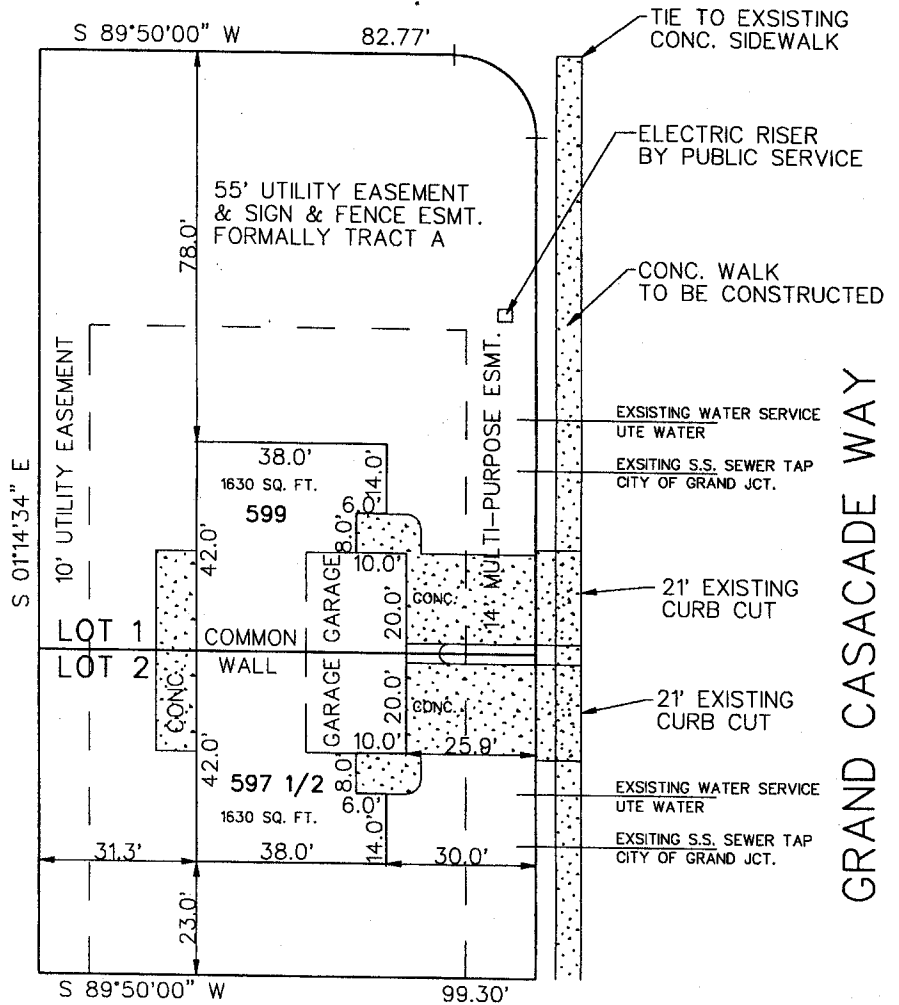 S 89°50'00" W
82.77'
TIE TO EXSISTING
CONC. SIDEWALK
ELECTRIC RISER
BY PUBLIC SERVICE
55' UTILITY EASEMENT
& SIGN & FENCE ESMT.
FORMALLY TRACT A
78.0'
CONC. WALK
TO BE CONSTRUCTED
10' UTILITY EASEMENT
14' MULTI-PURPOSE ESMT.
EXSISTING WATER SERVICE
UTE WATER
EXSITING S.S. SEWER TAP
CITY OF GRAND JCT.
GRAND CASACADE WAY
S 01°14'34" E
38.0'
1630 SQ. FT.
599
14.0'
6.0'
8.0'
42.0'
10.0'
GARAGE
20.0'
CONC.
21' EXISTING
CURB CUT
LOT 1
COMMON
LOT 2
WALL
CONC.
GARAGE
20.0'
CONC.
21' EXISTING
CURB CUT
42.0'
10.0'
25.9'
597 1/2
8.0'
6.0'
1630 SQ. FT.
14.0'
EXSISTING WATER SERVICE
UTE WATER
EXSITING S.S. SEWER TAP
CITY OF GRAND JCT.
31.3'
38.0'
30.0'
23.0'
S 89°50'00" W
99.30'